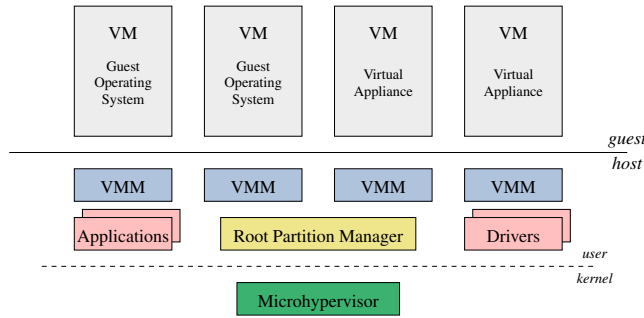 VM VM VM VM
Guest Guest Virtual Virtual
Operating Operating Appliance Appliance
System System
guest
host
VMM VMM VMM VMM
Applications Root Partition Manager Drivers
user
kernel
Microhypervisor